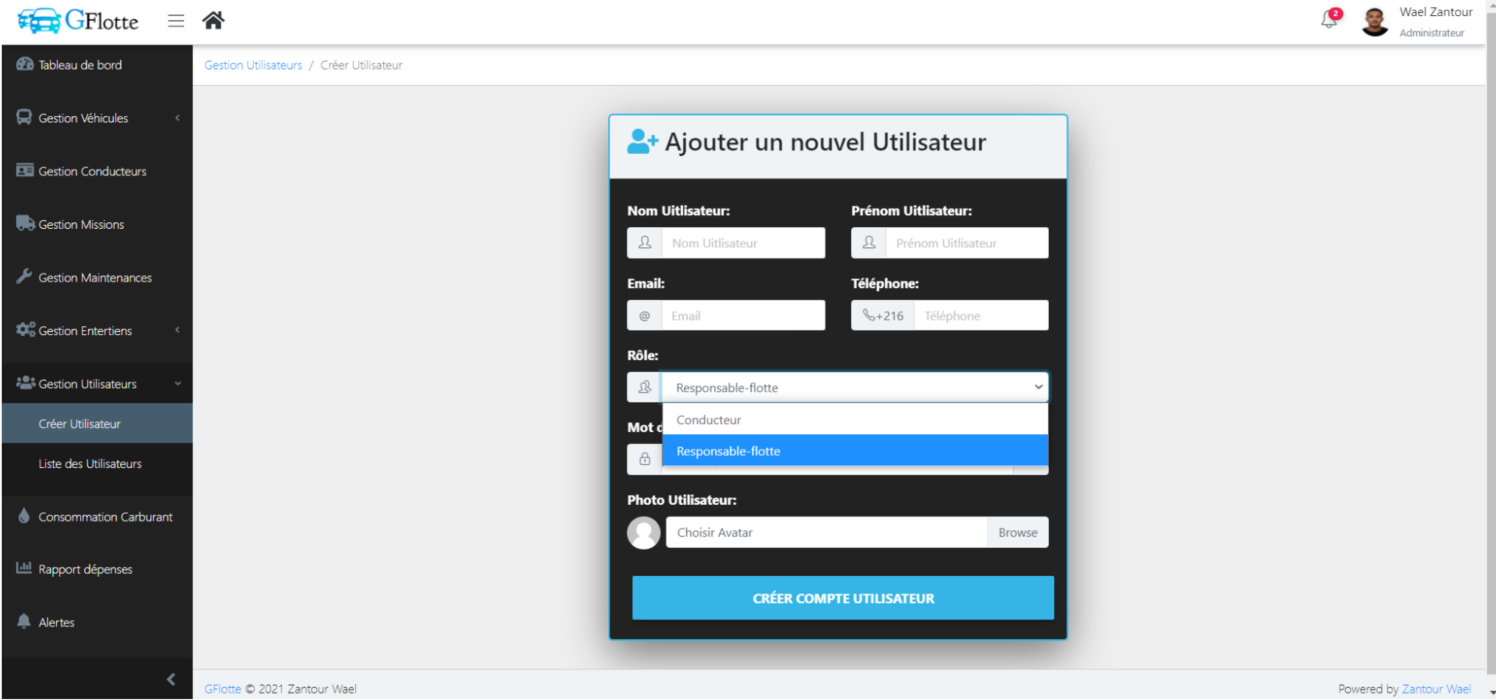 GFlotte
2
Wael Zantour
Administrateur
Tableau de bord
Gestion Utilisateurs / Créer Utilisateur
Gestion Véhicules
Gestion Conducteurs
Gestion Missions
Gestion Maintenances
Gestion Entertiens
Gestion Utilisateurs
Créer Utilisateur
Liste des Utilisateurs
Consommation Carburant
Rapport dépenses
Alertes
Ajouter un nouvel Utilisateur
Nom Uitlisateur:
Prénom Uitlisateur:
Nom Uitlisateur
Prénom Uitlisateur
Email:
Téléphone:
@ Email
+216 Téléphone
Rôle:
Responsable-flotte
Conducteur
Mot
Responsable-flotte
Photo Utilisateur:
Choisir Avatar
Browse
CRÉER COMPTE UTILISATEUR
GFlotte © 2021 Zantour Wael
Powered by Zantour Wael